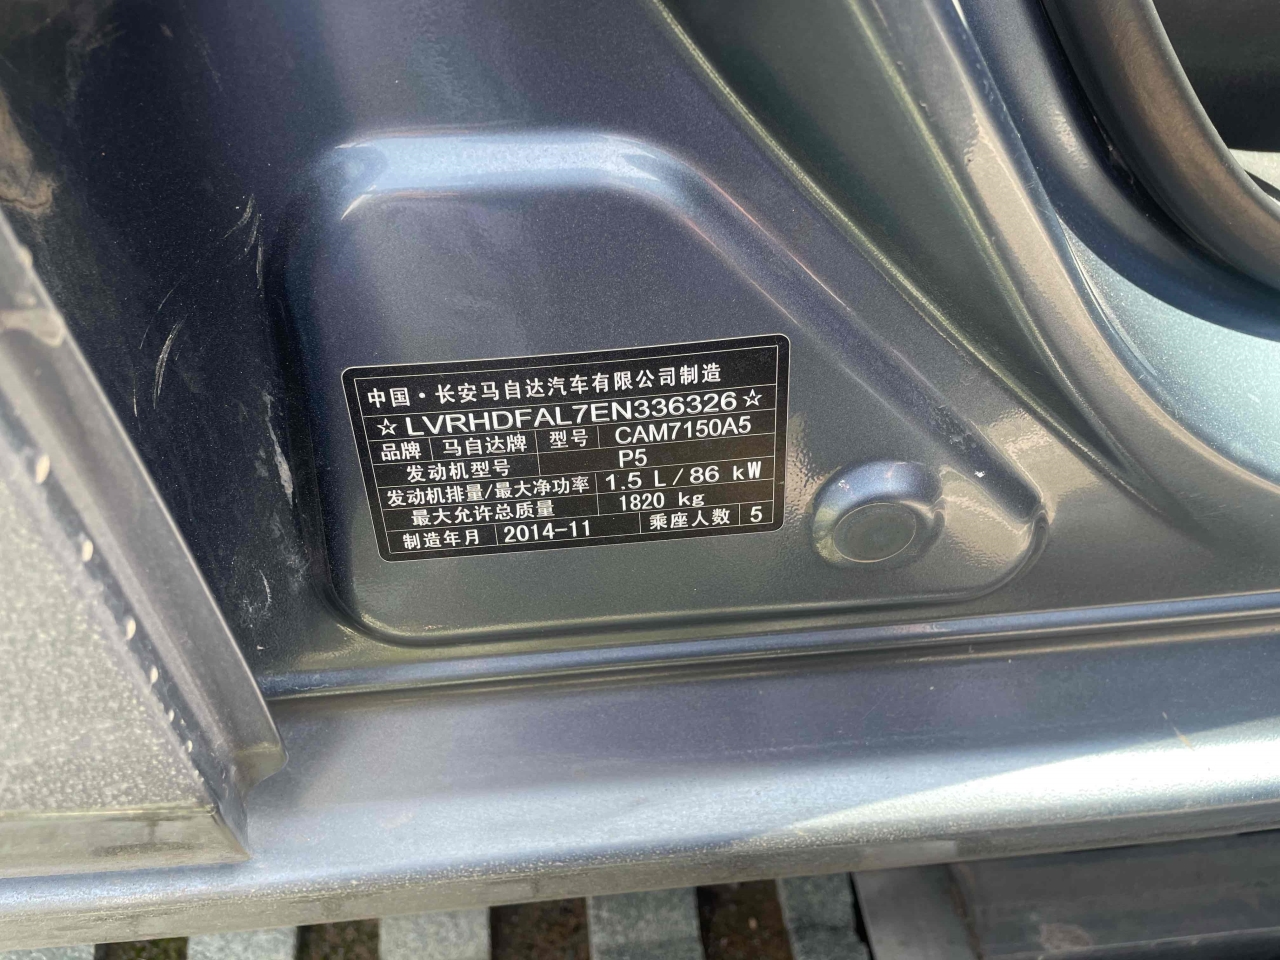 中国·长安马自达汽车有限公司制造
☆LVRHDFAL7EN336326☆
品牌 马自达牌 型号 CAM7150A5
发动机型号 P5
发动机排量/最大净功率 1.5 L/86 kW
最大允许总质量 1820 kg
制造年月 2014-11 乘座人数 5